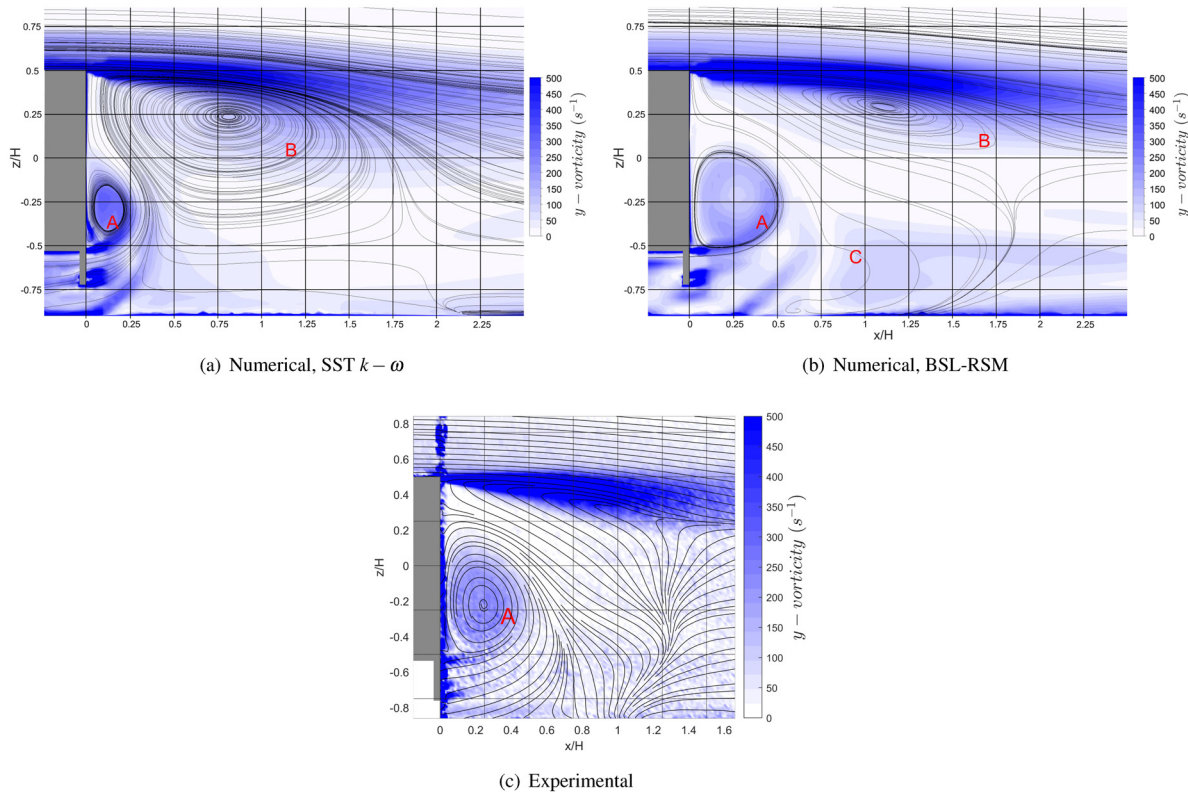 0.75
0.5
0.25
0
-0.25
-0.5
-0.75
z/H
0 0.25 0.5 0.75 1 1.25 1.5 1.75 2 2.25
A
B
500
450
400
350
300
250
200
150
100
50
0
y − vorticity (s⁻¹)
(a) Numerical, SST k − ω
0.75
0.5
0.25
0
-0.25
-0.5
-0.75
z/H
0 0.25 0.5 0.75 1 1.25 1.5 1.75 2 2.25
x/H
A
B
C
500
450
400
350
300
250
200
150
100
50
0
y − vorticity (s⁻¹)
(b) Numerical, BSL-RSM
0.8
0.6
0.4
0.2
0
-0.2
-0.4
-0.6
-0.8
z/H
0 0.2 0.4 0.6 0.8 1.0 1.2 1.4 1.6
x/H
A
500
450
400
350
300
250
200
150
100
50
0
y − vorticity (s⁻¹)
(c) Experimental